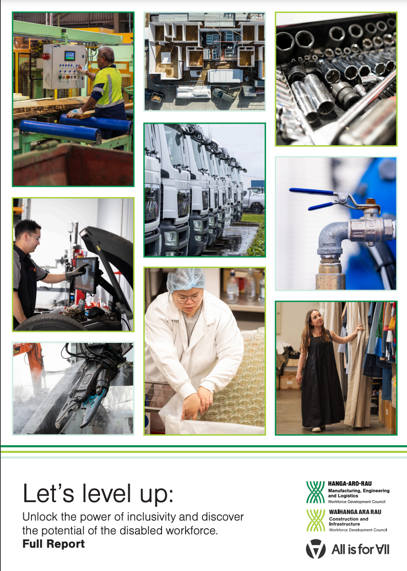 Let's level up:
Unlock the power of inclusivity and discover
the potential of the disabled workforce.
Full Report
HANGA-ARO-RAU
Manufacturing, Engineering
and Logistics
Workforce Development Council
WAIHANGA ARA RAU
Construction and
Infrastructure
Workforce Development Council
All is for All